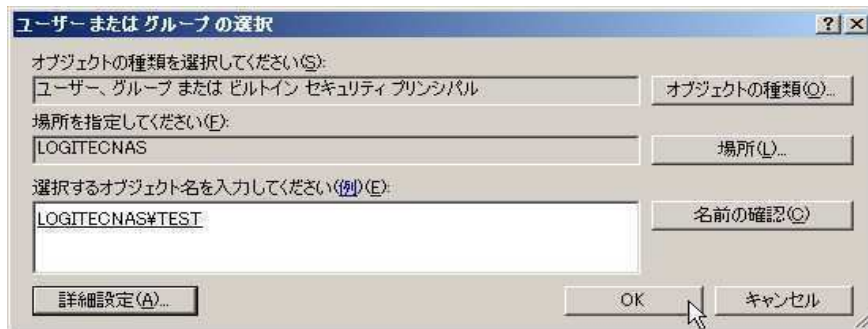 ユーザー または グループ の選択
オブジェクトの種類を選択してください(S):
ユーザー、グループ または ビルトイン セキュリティ プリンシパル
オブジェクトの種類(O)...
場所を指定してください(F):
LOGITECNAS
場所(L)...
選択するオブジェクト名を入力してください(例)(E):
LOGITECNAS¥TEST
名前の確認(C)
詳細設定(A)...
OK
キャンセル